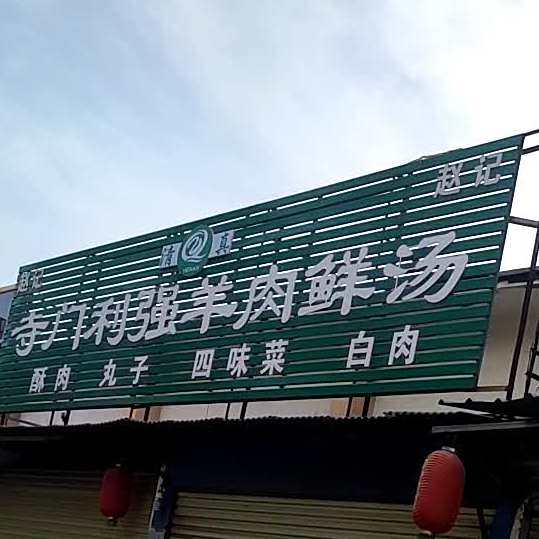 赵记 清真 赵记
寺门利强羊肉鲜汤
酥肉 丸子 四味菜 白肉